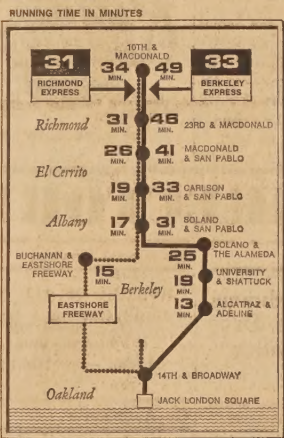 RUNNING TIME IN MINUTES
10TH &
MACDONALD
31
RICHMOND
EXPRESS
34
MIN.
49
MIN.
33
BERKELEY
EXPRESS
Richmond
31
MIN.
46
MIN.
23RD & MACDONALD
26
MIN.
41
MIN.
MACDONALD
& SAN PABLO
El Cerrito
19
MIN.
33
MIN.
CARLSON
& SAN PABLO
Albany
17
MIN.
31
MIN.
SOLANO
& SAN PABLO
BUCHANAN &
EASTSHORE
FREEWAY
15
MIN.
25
MIN.
SOLANO &
THE ALAMEDA
Berkeley
19
MIN.
UNIVERSITY
& SHATTUCK
13
MIN.
ALCATRAZ &
ADELINE
EASTSHORE
FREEWAY
14TH & BROADWAY
Oakland
JACK LONDON SQUARE